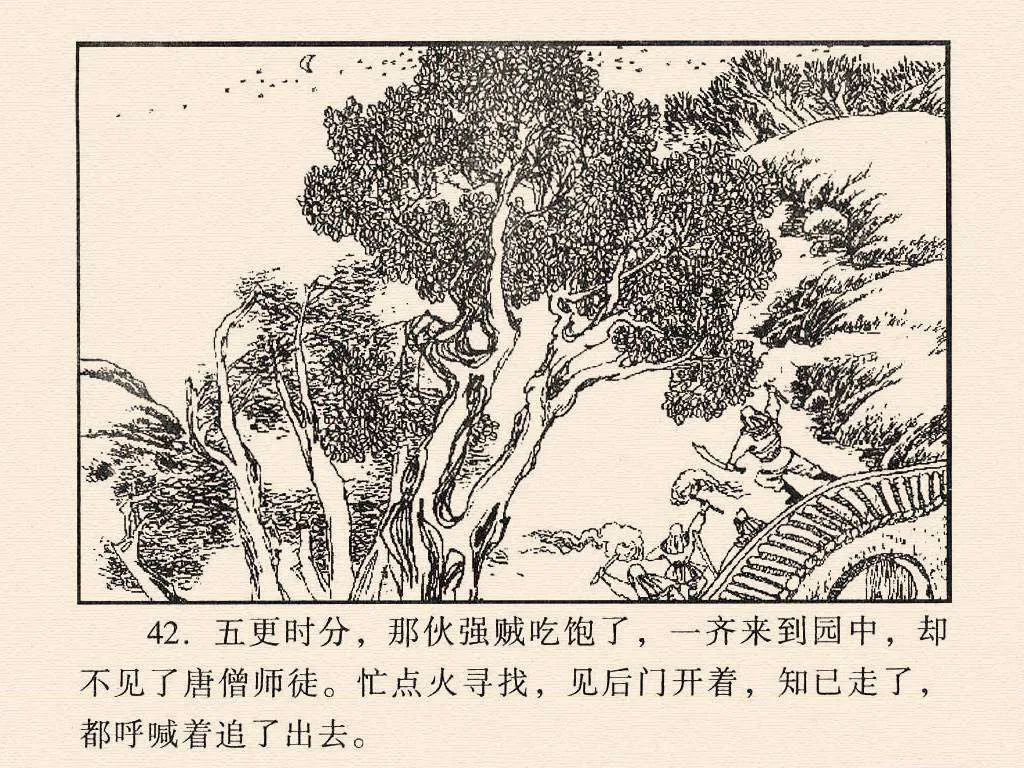 42. 五更时分，那伙强贼吃饱了，一齐来到园中，却
不见了唐僧师徒。忙点火寻找，见后门开着，知已走了，
都呼喊着追了出去。